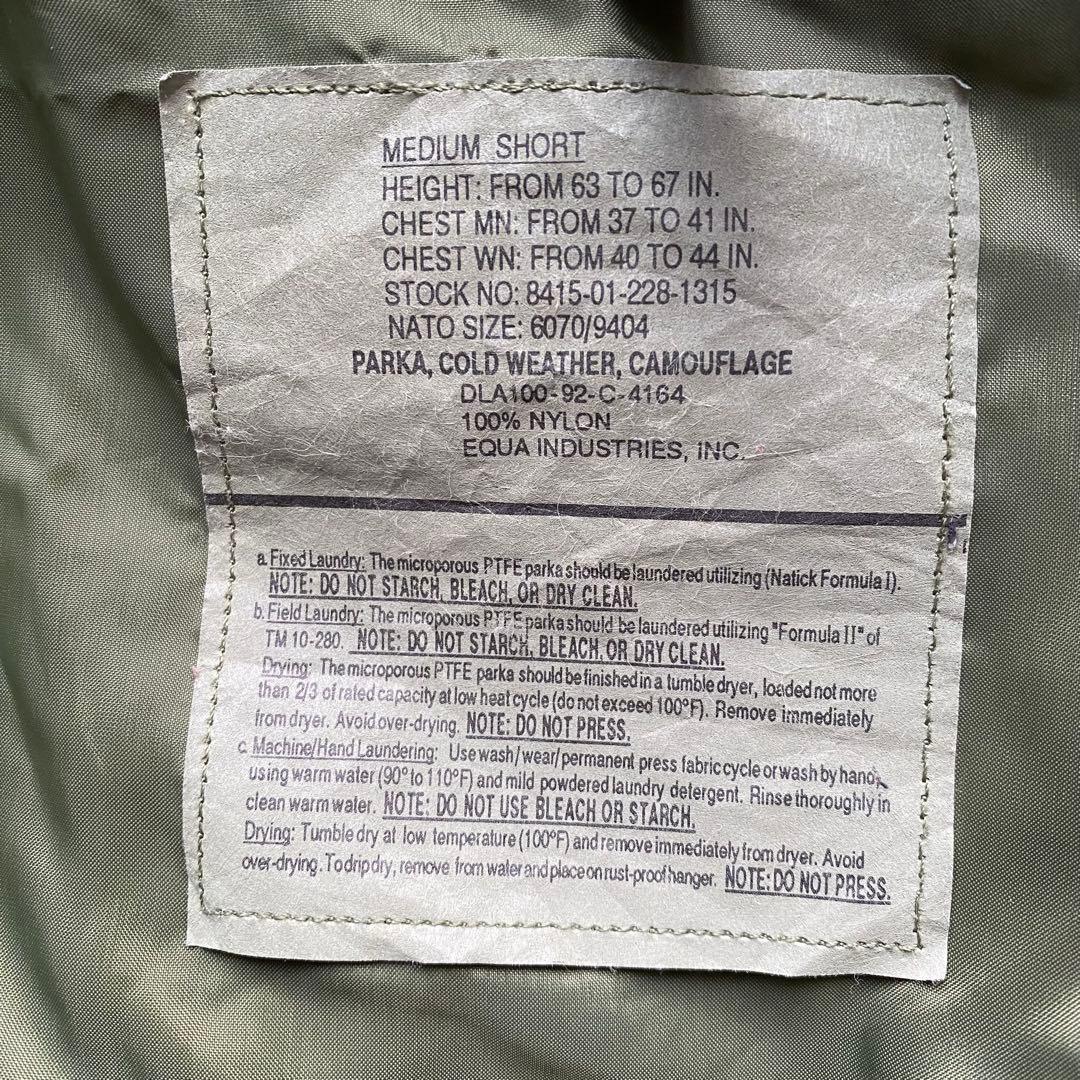 MEDIUM SHORT
HEIGHT: FROM 63 TO 67 IN.
CHEST MN: FROM 37 TO 41 IN.
CHEST WN: FROM 40 TO 44 IN.
STOCK NO: 8415-01-228-1315
NATO SIZE: 6070/9404
PARKA, COLD WEATHER, CAMOUFLAGE
DLA100-92-C-4164
100% NYLON
EQUA INDUSTRIES, INC.
a. Fixed Laundry: The microporous PTFE parka should be laundered utilizing (Natick Formula I).
NOTE: DO NOT STARCH, BLEACH, OR DRY CLEAN.
b. Field Laundry: The microporous PTFE parka should be laundered utilizing "Formula II" of
TM 10-280. NOTE: DO NOT STARCH, BLEACH, OR DRY CLEAN.
Drying: The microporous PTFE parka should be finished in a tumble dryer, loaded not more
than 2/3 of rated capacity at low heat cycle (do not exceed 100°F). Remove immediately
from dryer. Avoid over-drying. NOTE: DO NOT PRESS.
c. Machine/Hand Laundering: Use wash/wear/permanent press fabric cycle or wash by hand,
using warm water (90° to 110°F) and mild powdered laundry detergent. Rinse thoroughly in
clean warm water. NOTE: DO NOT USE BLEACH OR STARCH.
Drying: Tumble dry at low temperature (100°F) and remove immediately from dryer. Avoid
over-drying. To drip dry, remove from water and place on rust-proof hanger. NOTE: DO NOT PRESS.